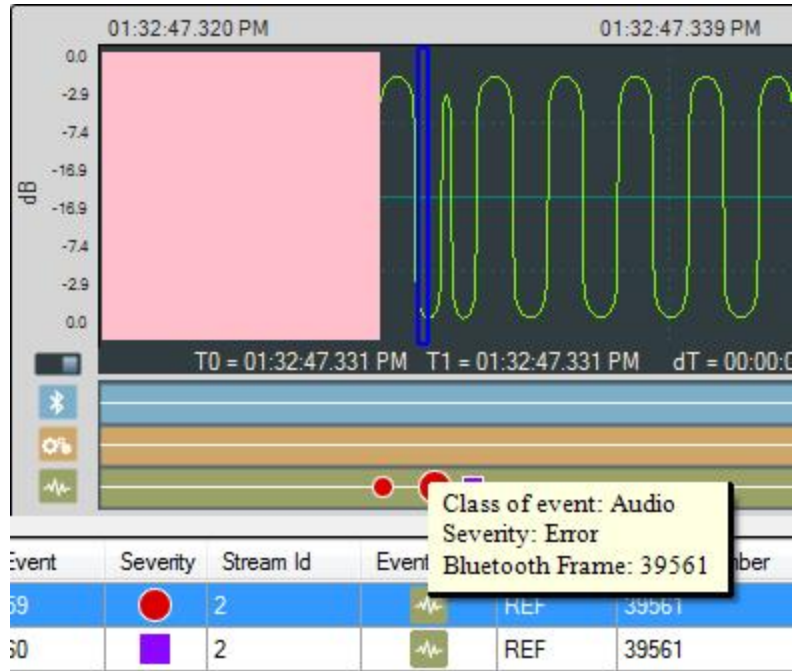 01:32:47.320 PM 01:32:47.339 PM
0.0
-2.9
-7.4
-16.9
dB
-16.9
-7.4
-2.9
0.0
T0 = 01:32:47.331 PM T1 = 01:32:47.331 PM dT = 00:00:0
Class of event: Audio
Severity: Error
Bluetooth Frame: 39561
Event Severity Stream Id Event
59 2 REF 39561
60 2 REF 39561